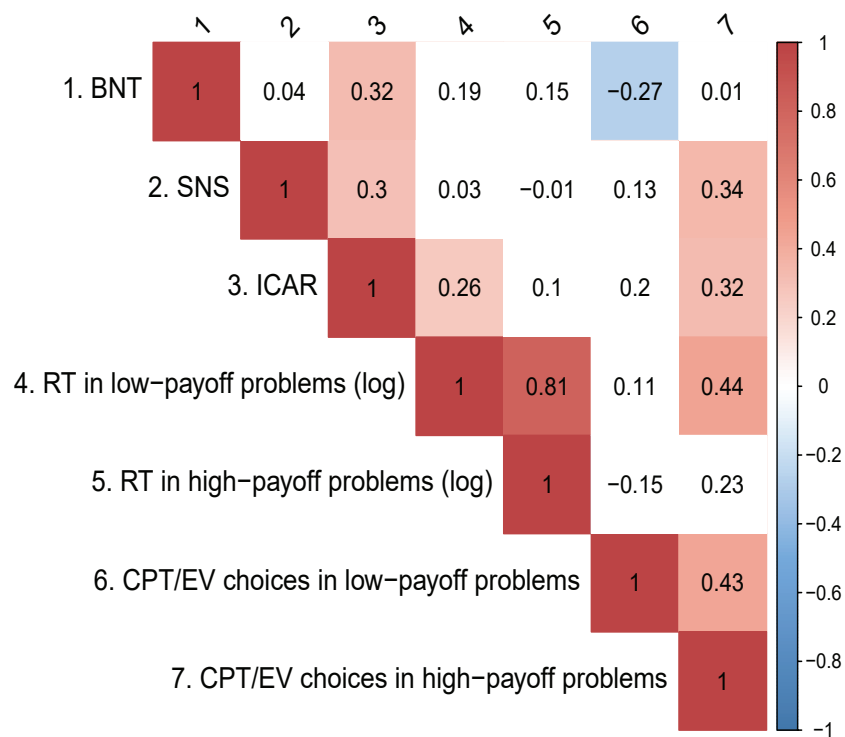 1 2 3 4 5 6 7
1. BNT 1 0.04 0.32 0.19 0.15 −0.27 0.01
2. SNS 1 0.3 0.03 −0.01 0.13 0.34
3. ICAR 1 0.26 0.1 0.2 0.32
4. RT in low−payoff problems (log) 1 0.81 0.11 0.44
5. RT in high−payoff problems (log) 1 −0.15 0.23
6. CPT/EV choices in low−payoff problems 1 0.43
7. CPT/EV choices in high−payoff problems 1
1
0.8
0.6
0.4
0.2
0
−0.2
−0.4
−0.6
−0.8
−1